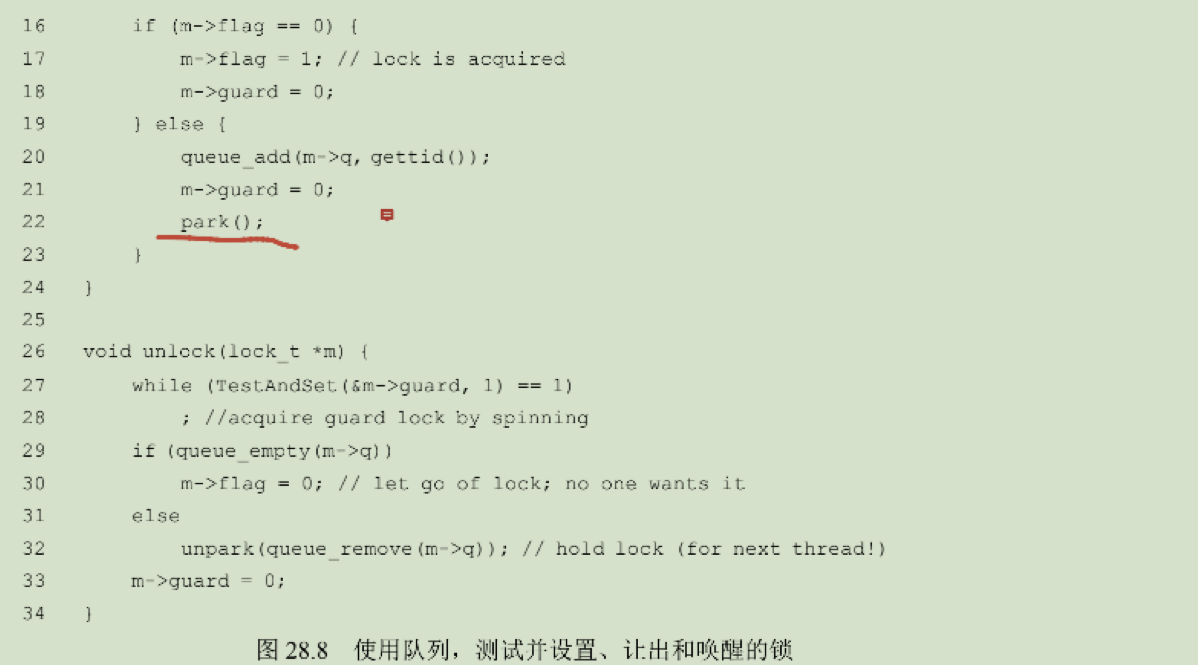 16 if (m->flag == 0) {
17 m->flag = 1; // lock is acquired
18 m->guard = 0;
19 } else {
20 queue_add(m->q, gettid());
21 m->guard = 0;
22 park();
23 }
24 }
25
26 void unlock(lock_t *m) {
27 while (TestAndSet(&m->guard, 1) == 1)
28 ; //acquire guard lock by spinning
29 if (queue_empty(m->q))
30 m->flag = 0; // let go of lock; no one wants it
31 else
32 unpark(queue_remove(m->q)); // hold lock (for next thread!)
33 m->guard = 0;
34 }
图 28.8 使用队列，测试并设置、让出和唤醒的锁